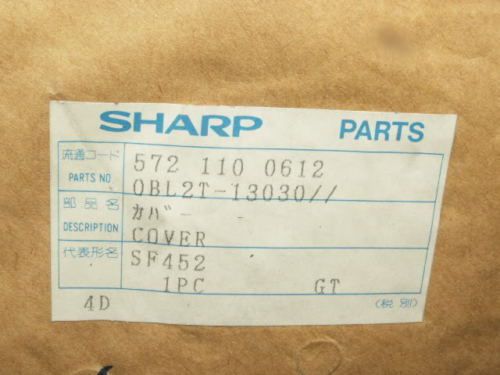 SHARP PARTS
流通コード 572 110 0612
PARTS NO 0BL2T-13030//
部品名 カバ-
DESCRIPTION COVER
代表形名 SF452
1PC GT
4D (税別)